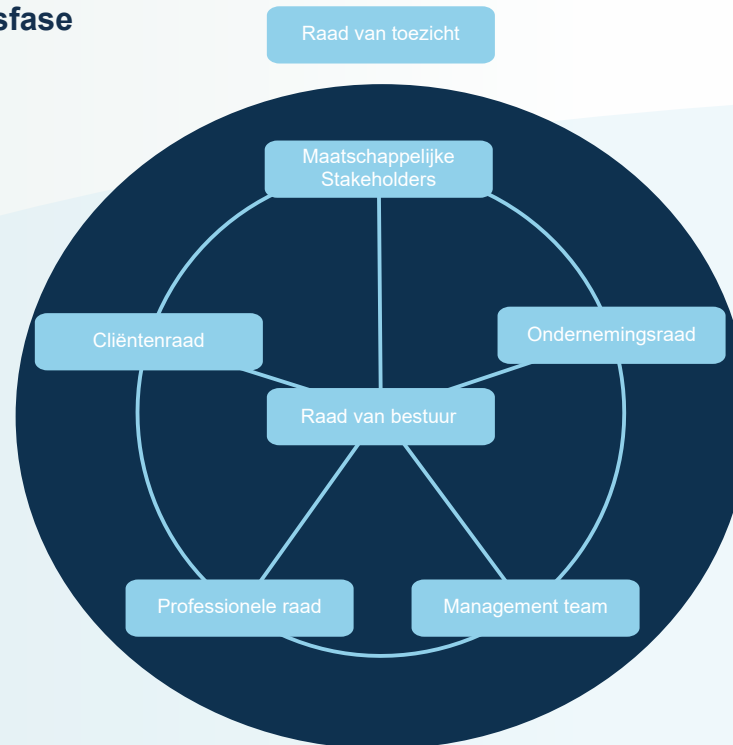 sfase
Raad van toezicht
Maatschappelijke
Stakeholders
Cliëntenraad
Ondernemingsraad
Raad van bestuur
Professionele raad
Management team